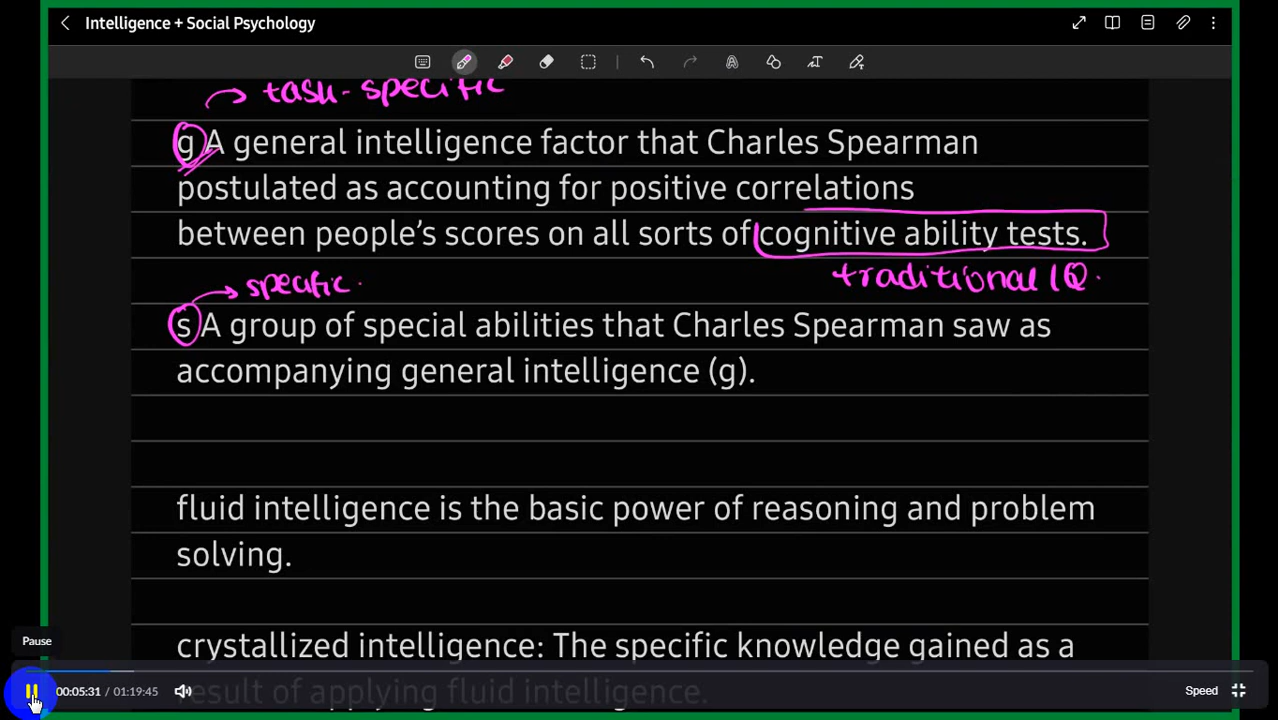 Intelligence + Social Psychology
task-specific
g A general intelligence factor that Charles Spearman
postulated as accounting for positive correlations
between people's scores on all sorts of cognitive ability tests.
specific.
traditional IQ.
s A group of special abilities that Charles Spearman saw as
accompanying general intelligence (g).
fluid intelligence is the basic power of reasoning and problem
solving.
Pause
crystallized intelligence: The specific knowledge gained as a
result of applying fluid intelligence.
00:05:31 / 01:19:45
Speed